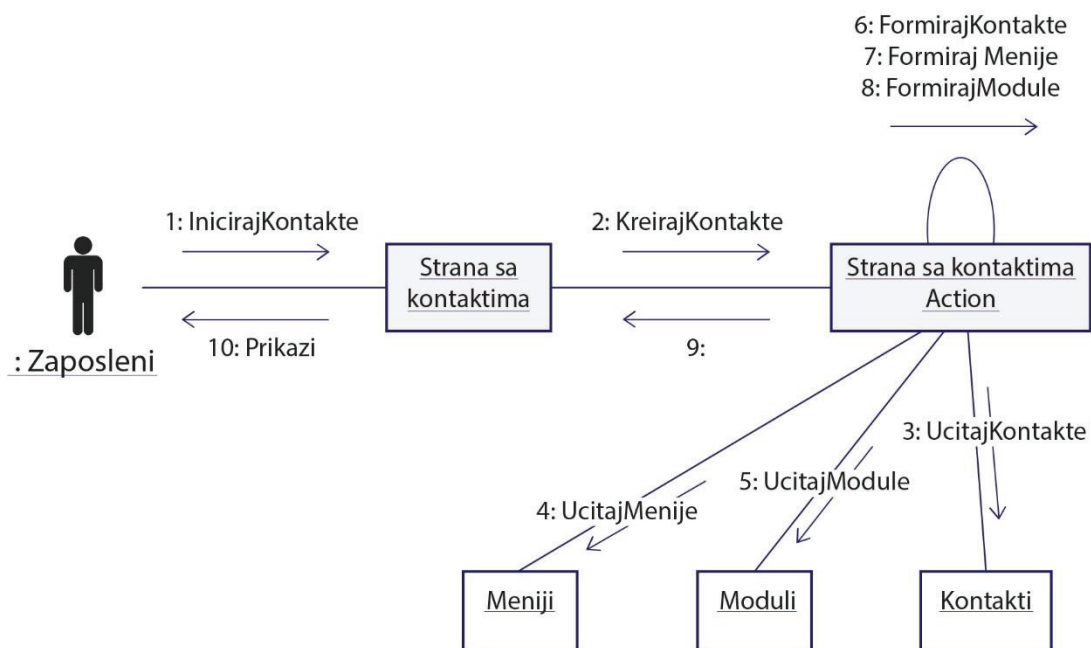 6: FormirajKontakte
7: Formiraj Menije
8: FormirajModule
1: InicirajKontakte
2: KreirajKontakte
Strana sa
kontaktima
Strana sa kontaktima
Action
10: Prikazi
9:
: Zaposleni
3: UcitajKontakte
5: UcitajModule
4: UcitajMenije
Meniji
Moduli
Kontakti